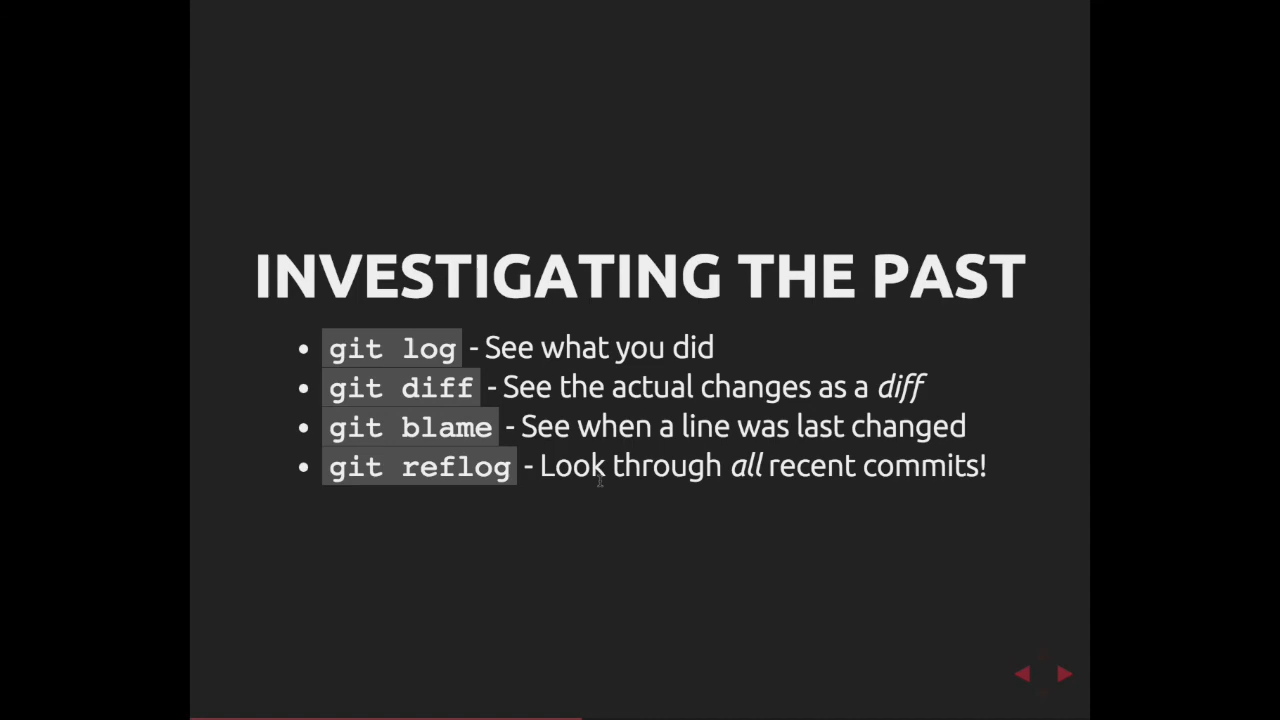 INVESTIGATING THE PAST
• git log - See what you did
• git diff - See the actual changes as a diff
• git blame - See when a line was last changed
• git reflog - Look through all recent commits!